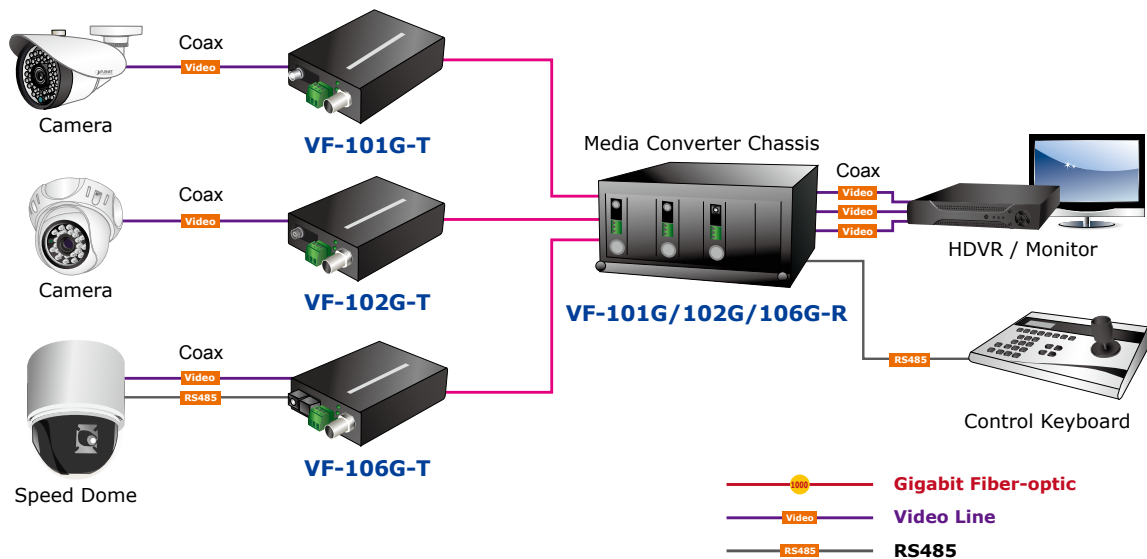 Coax
Video
Camera
VF-101G-T
Coax
Video
Camera
VF-102G-T
Coax
Video
RS485
Speed Dome
VF-106G-T
Media Converter Chassis
VF-101G/102G/106G-R
Coax
Video
Video
Video
HDVR / Monitor
RS485
Control Keyboard
1000 Gigabit Fiber-optic
Video Video Line
RS485 RS485